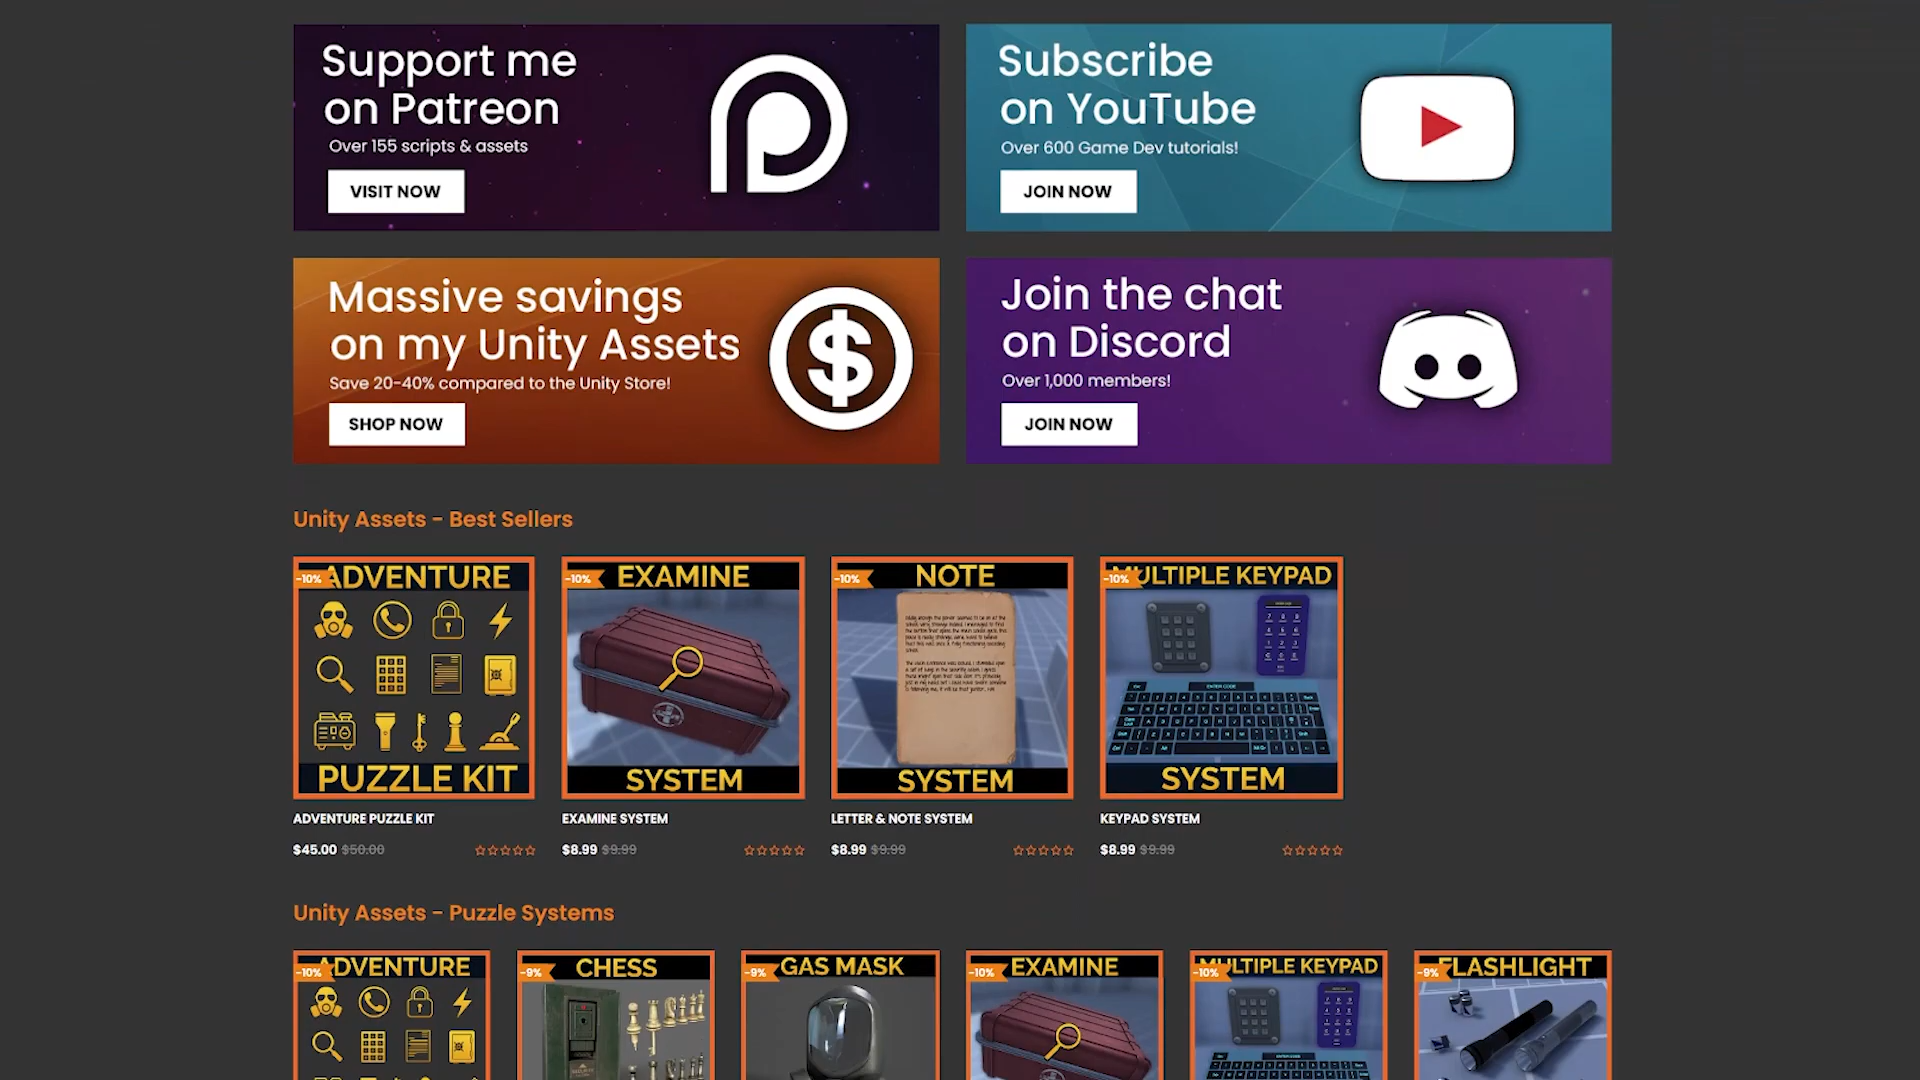 Support me
on Patreon
Over 155 scripts & assets
VISIT NOW
Subscribe
on YouTube
Over 600 Game Dev tutorials!
JOIN NOW
Massive savings
on my Unity Assets
Save 20-40% compared to the Unity Store!
SHOP NOW
Join the chat
on Discord
Over 1,000 members!
JOIN NOW
Unity Assets - Best Sellers
-10%
ADVENTURE
PUZZLE KIT
ADVENTURE PUZZLE KIT
$45.00 $50.00
-10%
EXAMINE
SYSTEM
EXAMINE SYSTEM
$8.99 $9.99
-10%
NOTE
SYSTEM
LETTER & NOTE SYSTEM
$8.99 $9.99
-10%
MULTIPLE KEYPAD
ENTER CODE
SYSTEM
KEYPAD SYSTEM
$8.99 $9.99
Unity Assets - Puzzle Systems
-10%
ADVENTURE
-9%
CHESS
-9%
GAS MASK
-10%
EXAMINE
-10%
MULTIPLE KEYPAD
-9%
FLASHLIGHT